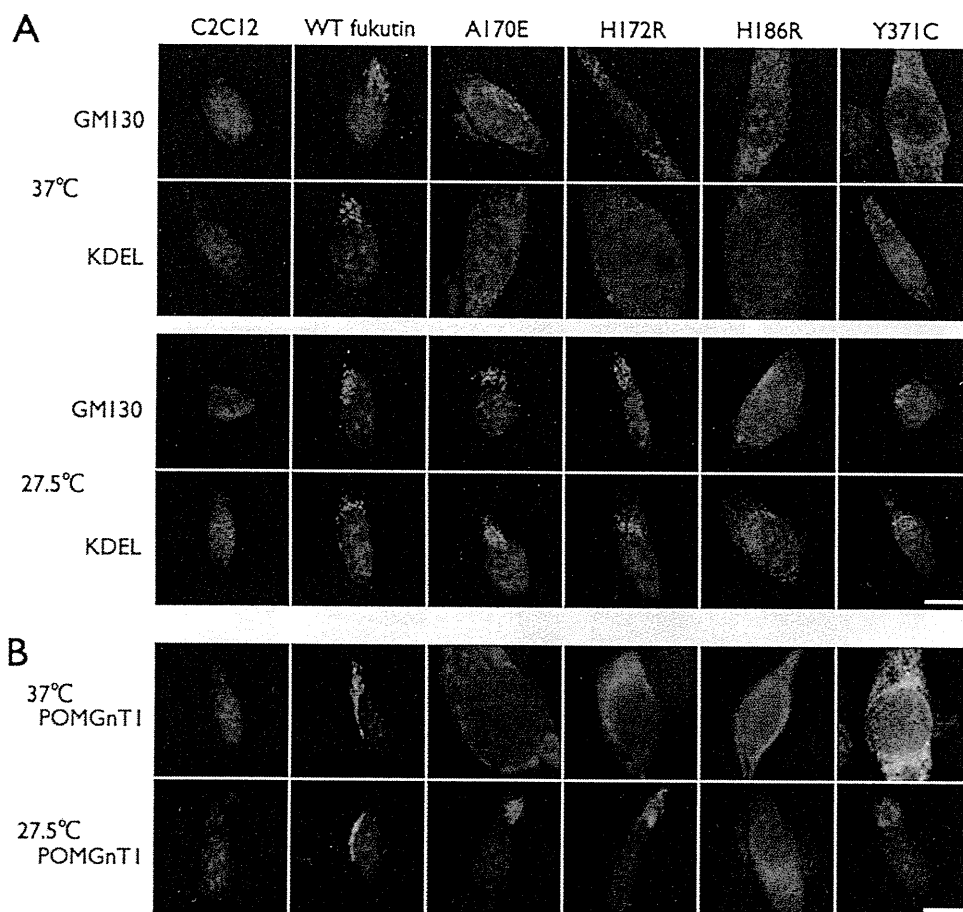 A
C2C12 WT fukutin A170E H172R H186R Y371C
GM130
37°C
KDEL
GM130
27.5°C
KDEL
B
37°C
POMGnT1
27.5°C
POMGnT1